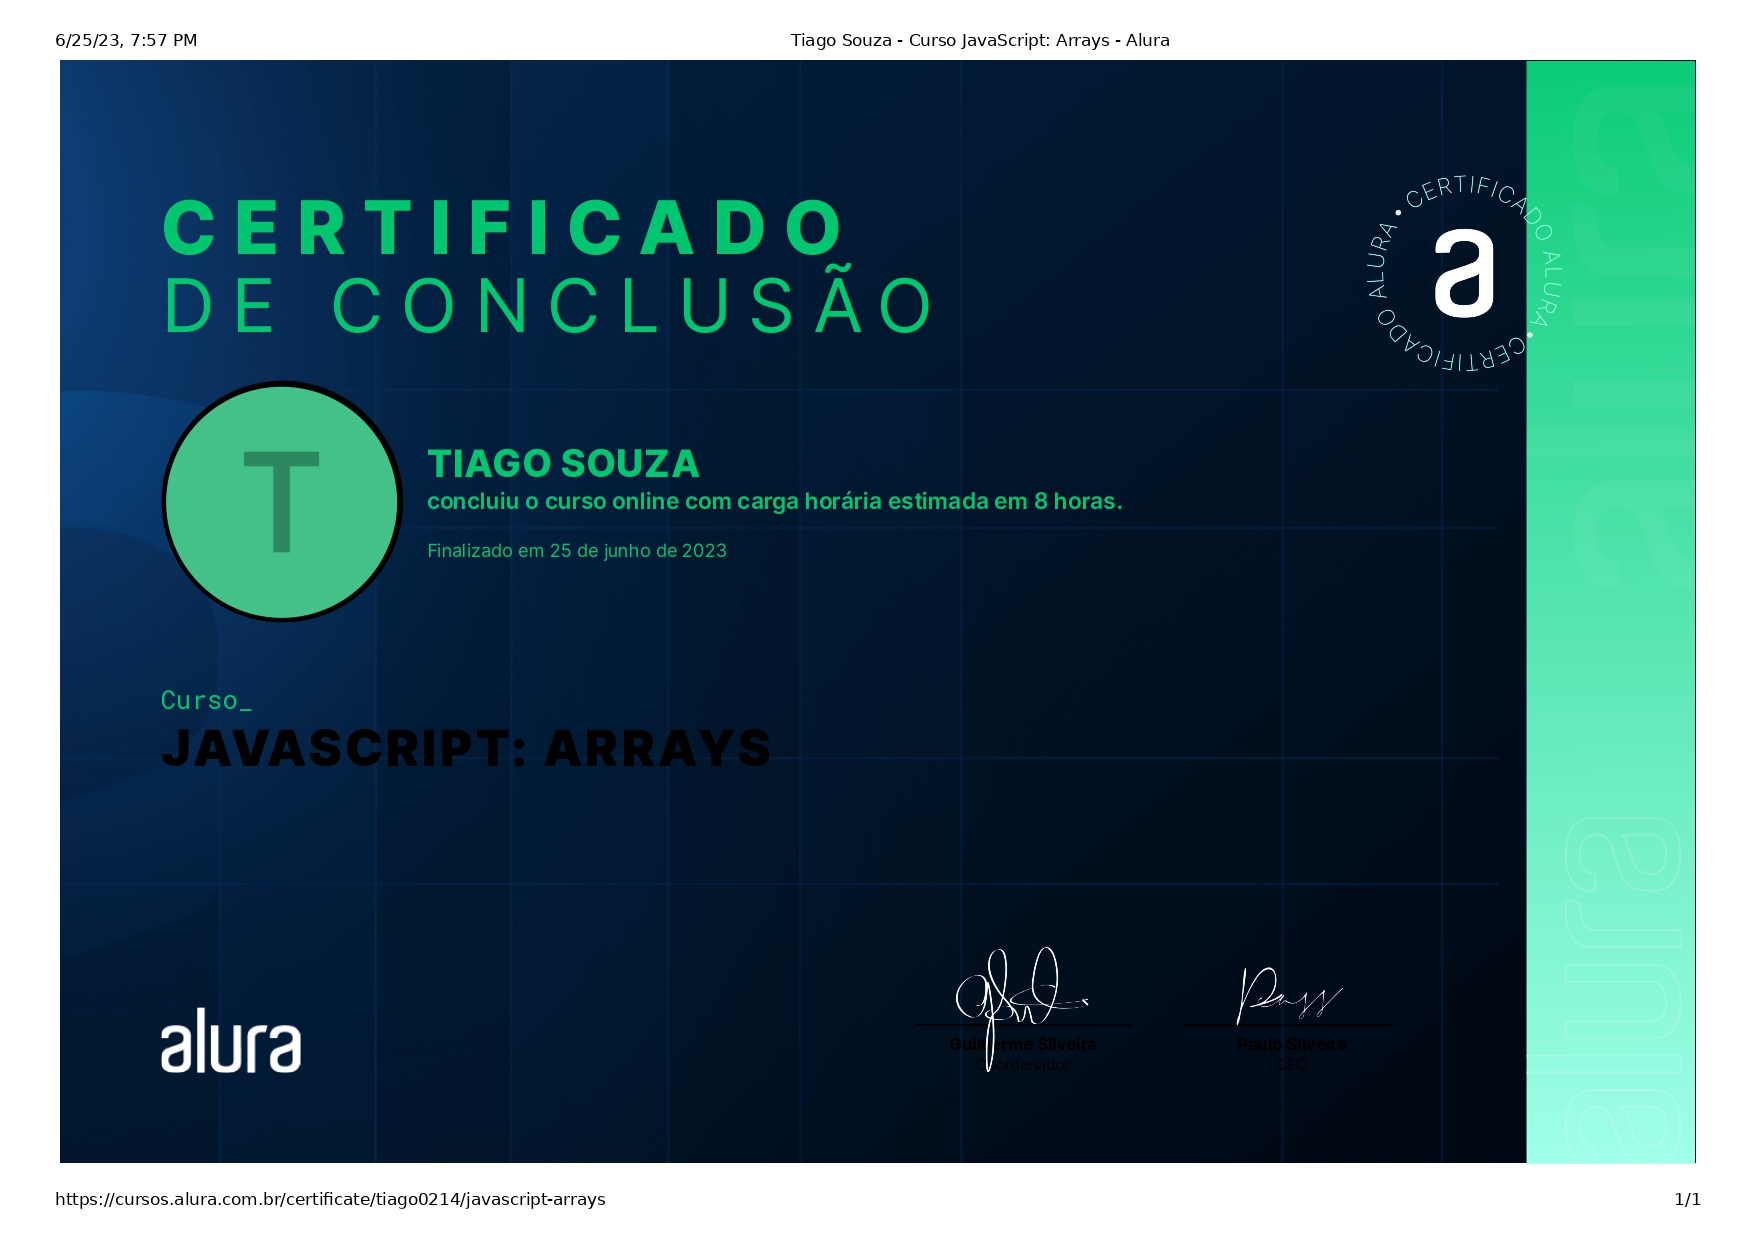 6/25/23, 7:57 PM
Tiago Souza - Curso JavaScript: Arrays - Alura
CERTIFICADO
DE CONCLUSÃO
CERTIFICADO ALURA • CERTIFICADO ALURA •
a
alura
T
TIAGO SOUZA
concluiu o curso online com carga horária estimada em 8 horas.
Finalizado em 25 de junho de 2023
Curso_
JAVASCRIPT: ARRAYS
alura
alura
Guilherme Silveira
Coordenador
Paulo Silveira
CEO
https://cursos.alura.com.br/certificate/tiago0214/javascript-arrays
1/1